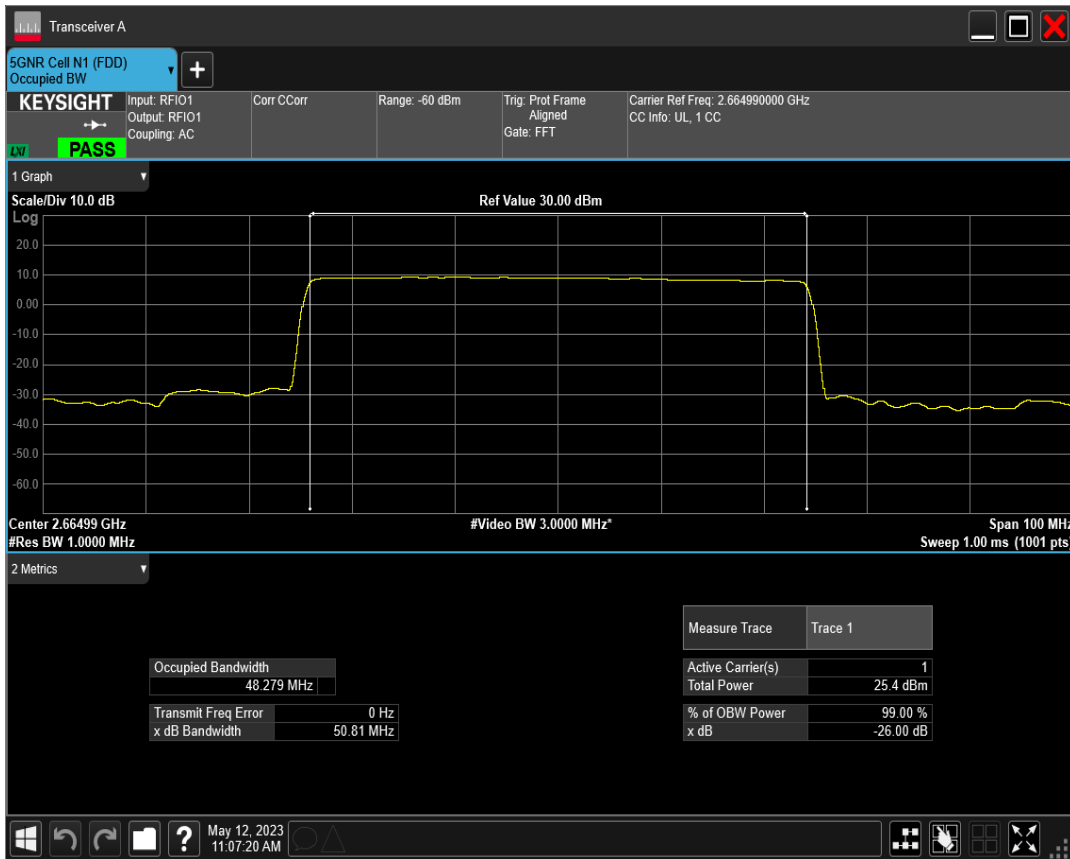 Transceiver A
5GNR Cell N1 (FDD)
Occupied BW
+
KEYSIGHT
LXI
PASS
Input: RFIO1
Output: RFIO1
Coupling: AC
Corr CCorr
Range: -60 dBm
Trig: Prot Frame
Aligned
Gate: FFT
Carrier Ref Freq: 2.664990000 GHz
CC Info: UL, 1 CC
1 Graph
Scale/Div 10.0 dB
Ref Value 30.00 dBm
Log
20.0
10.0
0.00
-10.0
-20.0
-30.0
-40.0
-50.0
-60.0
Center 2.66499 GHz
#Video BW 3.0000 MHz*
Span 100 MHz
#Res BW 1.0000 MHz
Sweep 1.00 ms (1001 pts)
2 Metrics
Measure Trace Trace 1
Occupied Bandwidth
48.279 MHz
Active Carrier(s) 1
Total Power 25.4 dBm
Transmit Freq Error 0 Hz
x dB Bandwidth 50.81 MHz
% of OBW Power 99.00 %
x dB -26.00 dB
?
May 12, 2023
11:07:20 AM